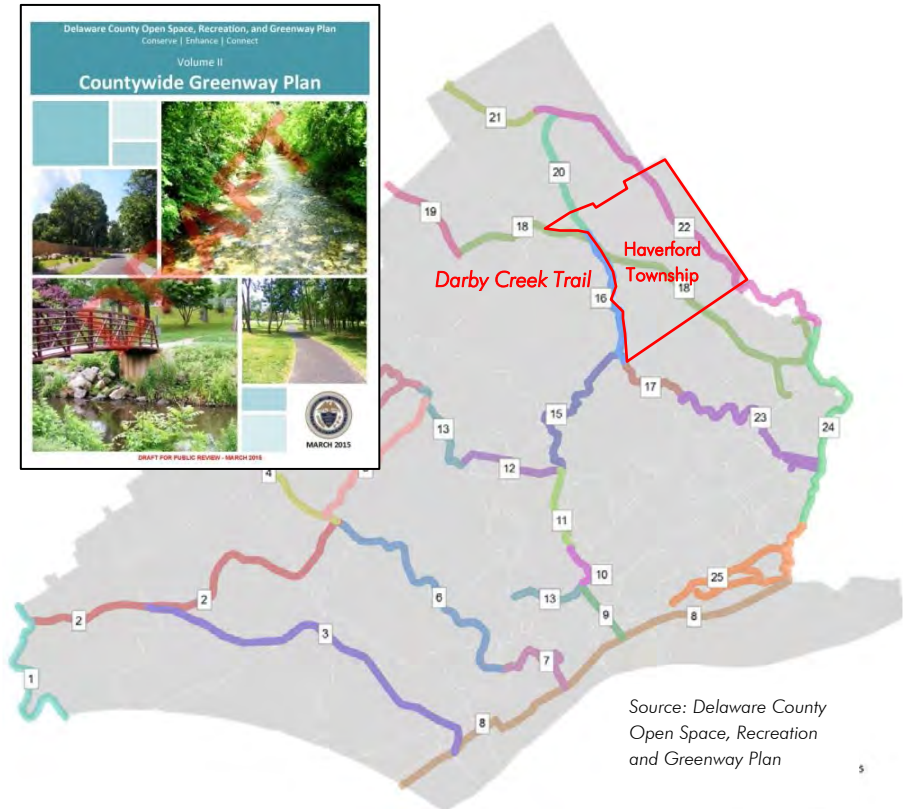 Delaware County Open Space, Recreation, and Greenway Plan
Conserve | Enhance | Connect
Volume II
Countywide Greenway Plan
DRAFT
MARCH 2015
DRAFT FOR PUBLIC REVIEW - MARCH 2015
21
20
19
18
22
Haverford
Township
Darby Creek Trail
18
16
17
15
23
13
24
12
4
11
10
25
13
6
9
8
2
2
3
7
1
8
Source: Delaware County
Open Space, Recreation
and Greenway Plan
5